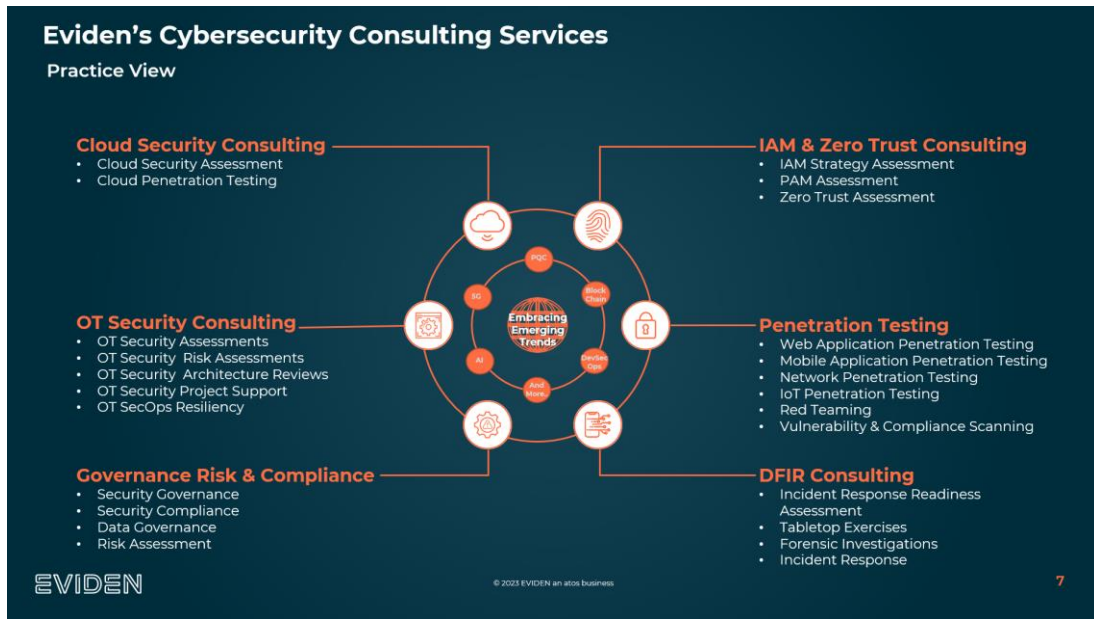 Eviden's Cybersecurity Consulting Services
Practice View
Cloud Security Consulting
• Cloud Security Assessment
• Cloud Penetration Testing
IAM & Zero Trust Consulting
• IAM Strategy Assessment
• PAM Assessment
• Zero Trust Assessment
PQC
5G
Block
Chain
Embracing
Emerging
Trends
AI
DevSec
Ops
And
More..
OT Security Consulting
• OT Security Assessments
• OT Security Risk Assessments
• OT Security Architecture Reviews
• OT Security Project Support
• OT SecOps Resiliency
Penetration Testing
• Web Application Penetration Testing
• Mobile Application Penetration Testing
• Network Penetration Testing
• IoT Penetration Testing
• Red Teaming
• Vulnerability & Compliance Scanning
Governance Risk & Compliance
• Security Governance
• Security Compliance
• Data Governance
• Risk Assessment
DFIR Consulting
• Incident Response Readiness
Assessment
• Tabletop Exercises
• Forensic Investigations
• Incident Response
EVIDEN
© 2023 EVIDEN an atos business
7